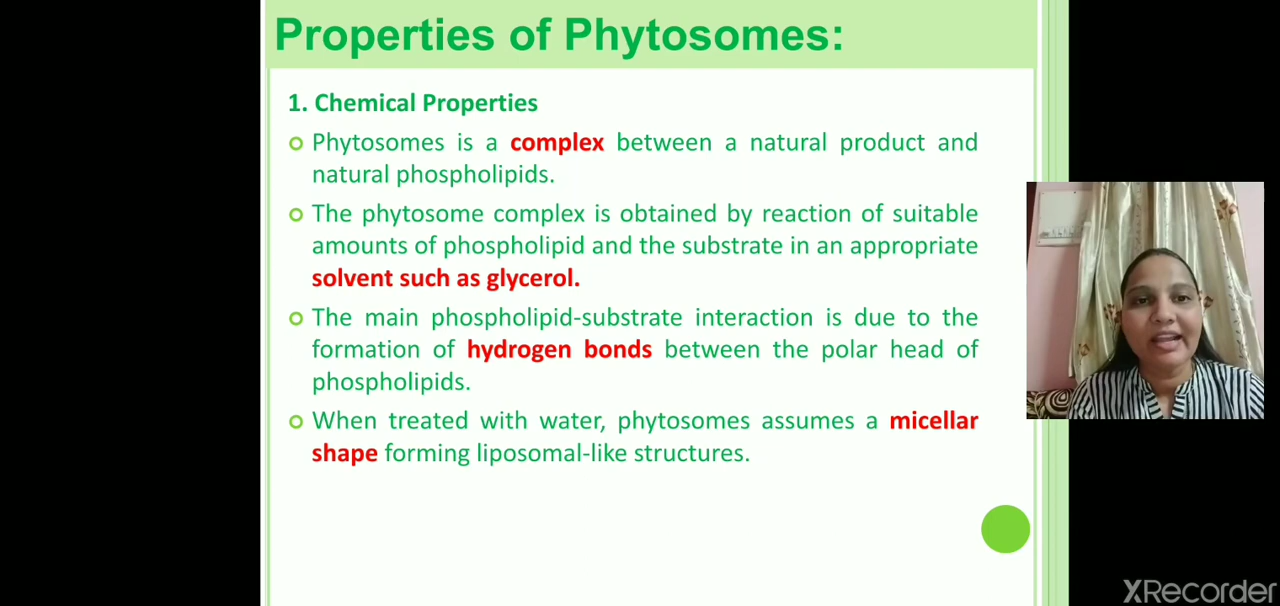 Properties of Phytosomes:
1. Chemical Properties
Phytosomes is a complex between a natural product and
natural phospholipids.
The phytosome complex is obtained by reaction of suitable
amounts of phospholipid and the substrate in an appropriate
solvent such as glycerol.
The main phospholipid-substrate interaction is due to the
formation of hydrogen bonds between the polar head of
phospholipids.
When treated with water, phytosomes assumes a micellar
shape forming liposomal-like structures.
XRecorder